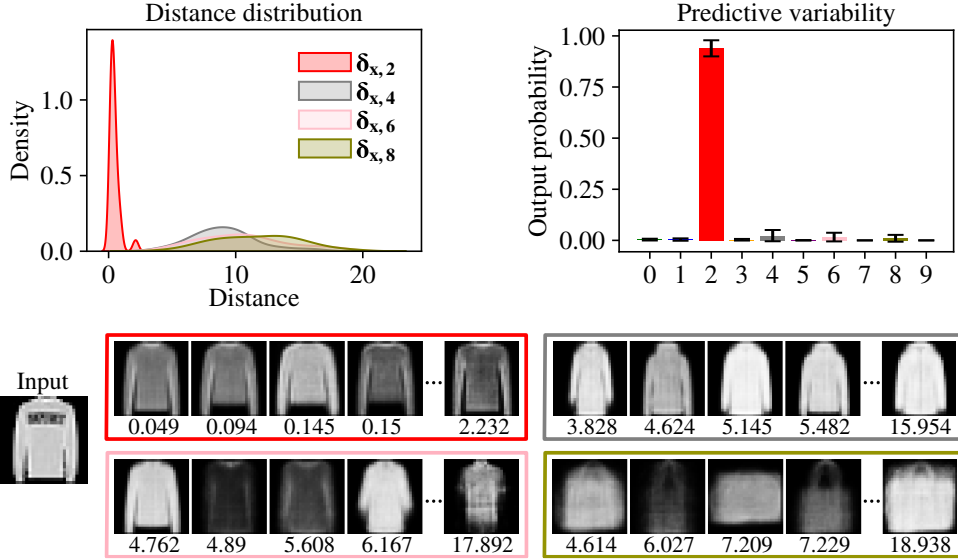 Distance distribution
Density
1.0
0.5
0.0
0
10
20
Distance
δx,2
δx,4
δx,6
δx,8
Predictive variability
Output probability
1.00
0.75
0.50
0.25
0.00
0 1 2 3 4 5 6 7 8 9
Input
0.049 0.094 0.145 0.15 ... 2.232
3.828 4.624 5.145 5.482 ... 15.954
4.762 4.89 5.608 6.167 ... 17.892
4.614 6.027 7.209 7.229 ... 18.938